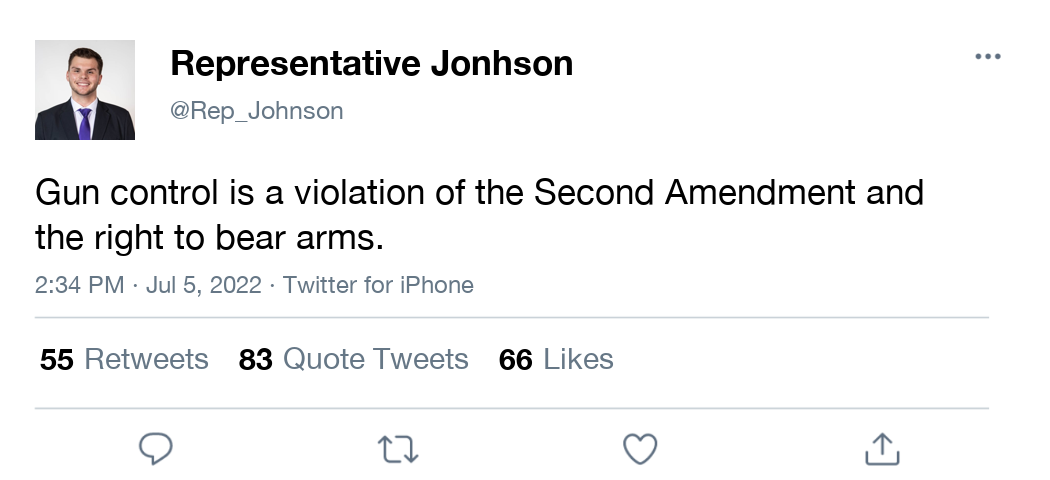 Representative Jonhson
@Rep_Johnson
Gun control is a violation of the Second Amendment and
the right to bear arms.
2:34 PM · Jul 5, 2022 · Twitter for iPhone
55 Retweets 83 Quote Tweets 66 Likes